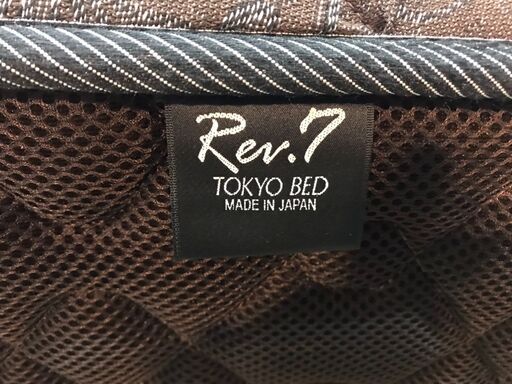 Rev.7
TOKYO BED
MADE IN JAPAN